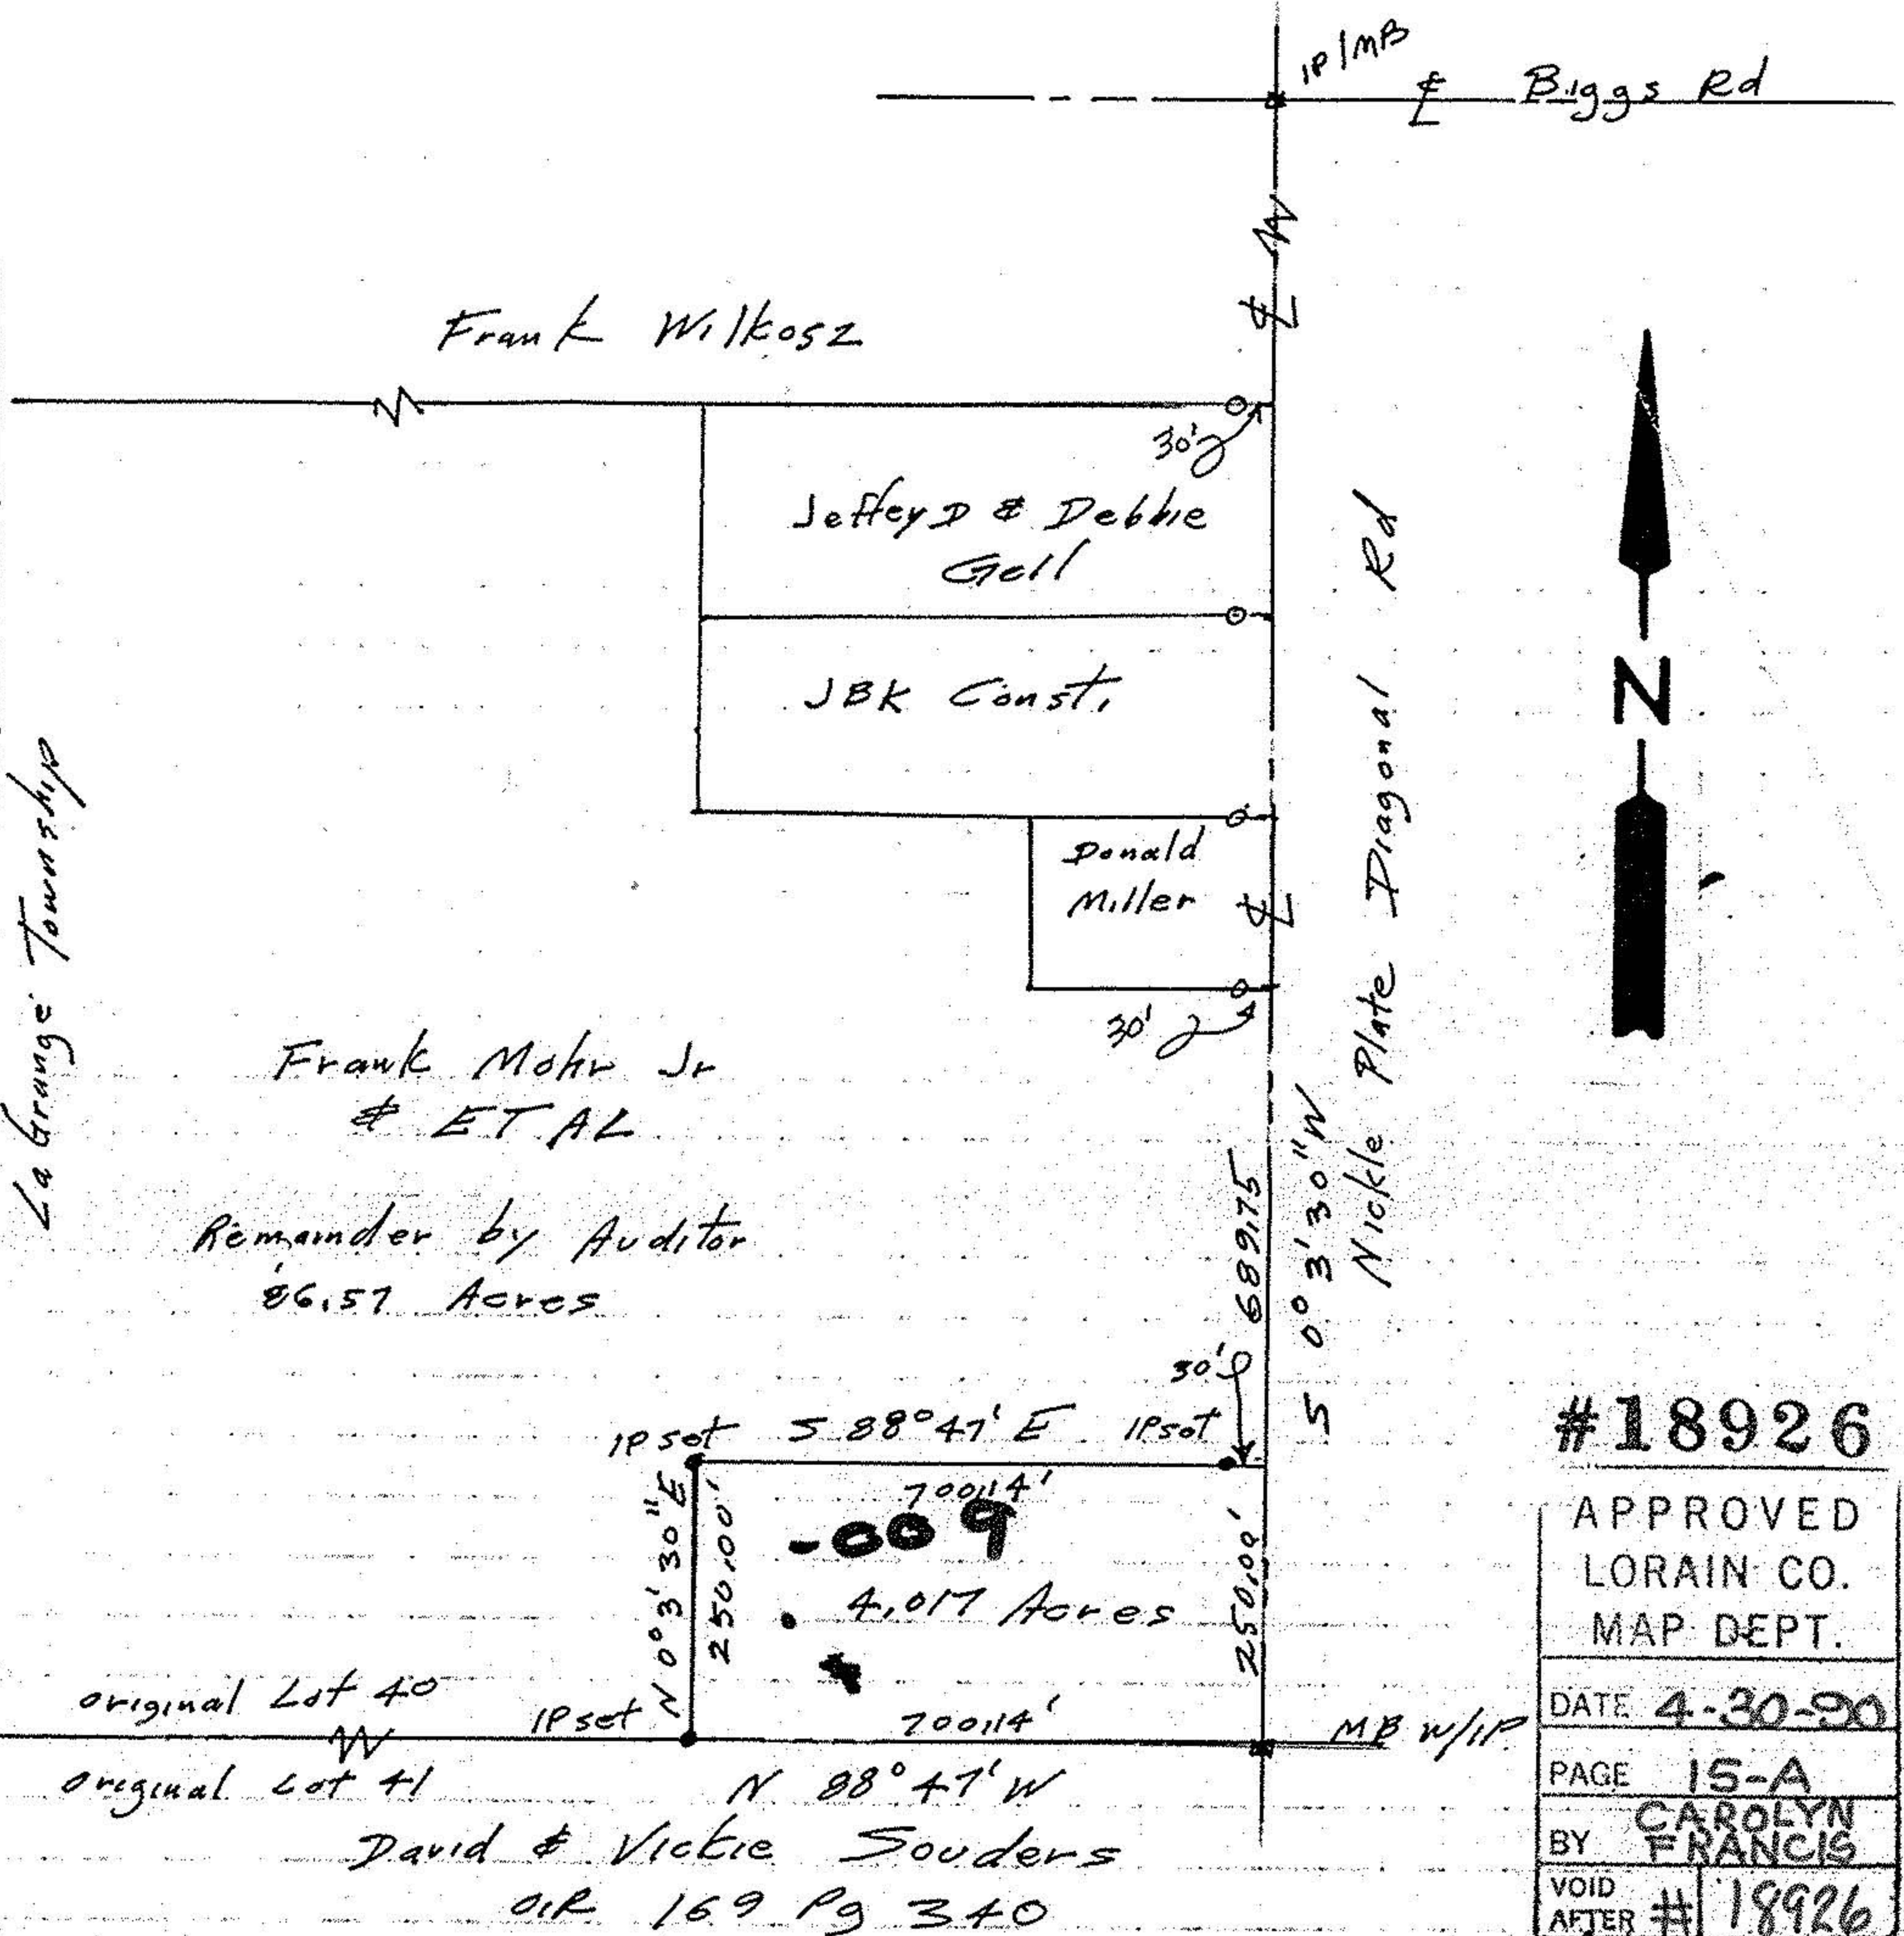 IP/MB
℄ Biggs Rd
℄
Frank Wilkosz
30'
Jeffey D & Debbie
Gell
JBK Const.
Donald
Miller
℄
30'
Nickle Plate Diagonal Rd
N
La Grange Township
Frank Mohr Jr
& ET AL
Remainder by Auditor
86.57 Acres
689.75
S 0° 3' 30" W
30'
IP set S 88° 47' E IP set
700.14'
N 0° 3' 30" E
250.00'
-009
4.017 Acres
250.00'
original Lot 40
IP set
700.14'
MB w/IP
original Lot 41
N 88° 47' W
David & Vickie Souders
O.R. 169 Pg 340
#18926
APPROVED
LORAIN CO.
MAP DEPT.
DATE 4-30-90
PAGE 15-A
BY CAROLYN
FRANCIS
VOID
AFTER # 18926